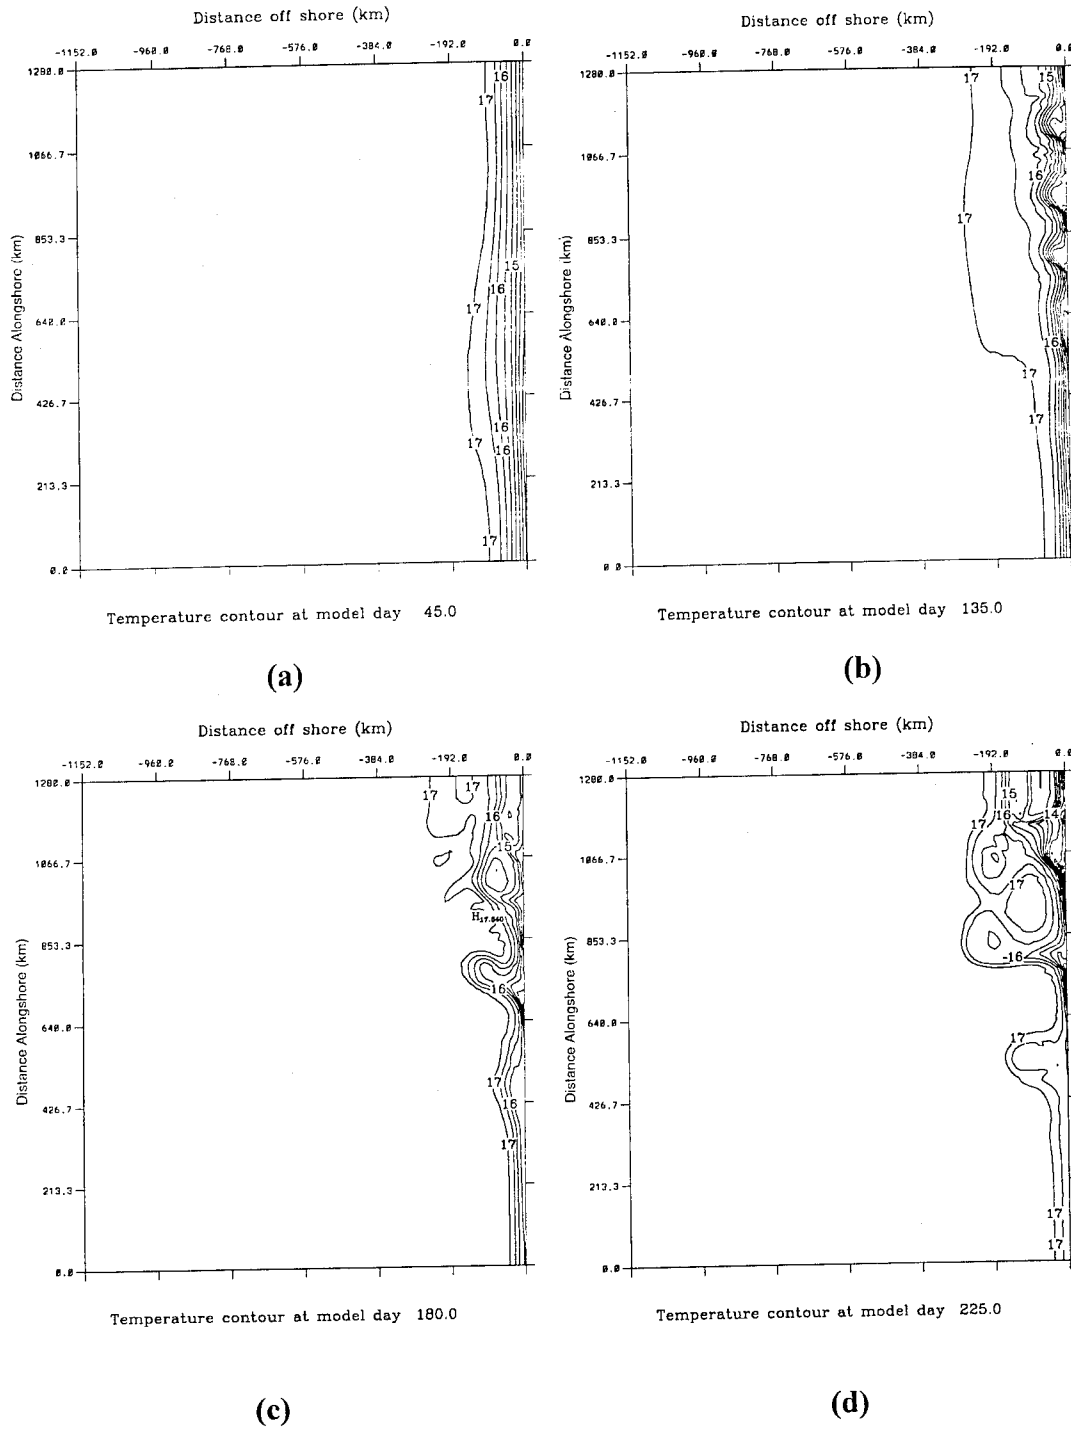 Distance off shore (km)
-1152.0 -960.0 -768.0 -576.0 -384.0 -192.0 0.0
1280.0
1066.7
853.3
640.0
426.7
213.3
0.0
Distance Alongshore (km)
16
17
15
16
17
16
17
16
17
Temperature contour at model day 45.0
(a)
Distance off shore (km)
-1152.0 -960.0 -768.0 -576.0 -384.0 -192.0 0.0
1280.0
1066.7
853.3
640.0
426.7
213.3
0.0
Distance Alongshore (km)
17 15
16
17
16
17
17
Temperature contour at model day 135.0
(b)
Distance off shore (km)
-1152.0 -960.0 -768.0 -576.0 -384.0 -192.0 0.0
1280.0
1066.7
853.3
640.0
426.7
213.3
0.0
Distance Alongshore (km)
17 17
16
15
H17.540
16
17
16
17
Temperature contour at model day 180.0
(c)
Distance off shore (km)
-1152.0 -960.0 -768.0 -576.0 -384.0 -192.0 0.0
1280.0
1066.7
853.3
640.0
426.7
213.3
0.0
Distance Alongshore (km)
15
17 16 14
17
-16
17
17
17
Temperature contour at model day 225.0
(d)